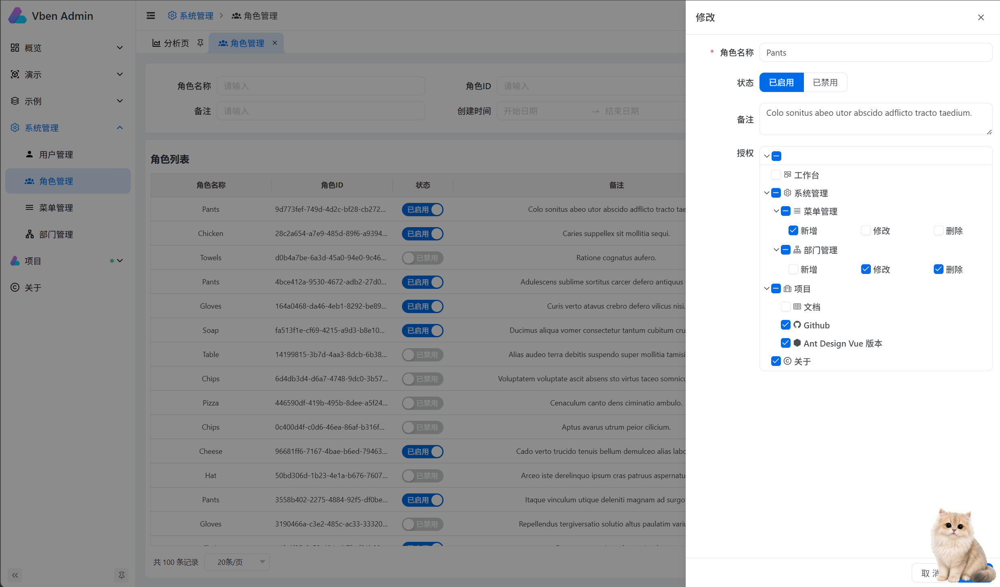 Vben Admin
概览
演示
示例
系统管理
用户管理
角色管理
菜单管理
部门管理
项目
关于
系统管理 > 角色管理
分析页
角色管理
角色名称 请输入
角色ID 请输入
备注 请输入
创建时间 开始日期 → 结束日期
角色列表
角色名称 角色ID 状态 备注
Pants 9d773fef-749d-4d2c-bf28-cb272... 已启用 Colo sonitus abeo utor abscido adflicto tracto tae
Chicken 28c2a654-a7e9-485d-89f6-a9394... 已启用 Caries suppellex sit mollitia sequi.
Towels d0b4a7be-6a3d-45a0-94e0-9c46... 已禁用 Ratione cognatus aufero.
Pants 4bce412a-9530-4672-adb2-27d0... 已启用 Adulescens sublime sortitus carcer defero antiquus
Gloves 164a0468-da46-4eb1-8292-be89... 已启用 Curis verto atavus crebro defero vilicus nisi.
Soap fa513f1e-cf69-4215-a9d3-b8e10... 已启用 Ducimus aliqua vomer consectetur tantum cubitum cru
Table 14199815-3b7d-4aa3-8dcb-6b38... 已禁用 Alias audeo terra debitis suspendo super mollitia tamisi
Chips 6d4db3d4-d6a7-4748-9dc0-3b57... 已禁用 Voluptatem voluptate ascit absens sto virtus taceo somnicu
Pizza 446590df-419b-495b-8dee-a5f24... 已禁用 Cenaculum canto dens ciminatio ambulo.
Chips 0c400d4f-c0d6-46ea-86af-b316f... 已禁用 Aptus avarus utrum peior cilicium.
Cheese 96681ff6-7167-4bae-b6ed-79463... 已启用 Cado verto trucido tenuis bellum demulceo alias labo
Hat 50bd306d-1b23-4e1a-b676-7607... 已禁用 Arceo iste derelinquo ipsum cras patruus aspernatu
Pants 3558b402-2275-4884-92f5-df0be... 已启用 Itaque vinculum utique deleniti magnam ad surgo
Gloves 3190466a-c3e2-485c-ac33-33320... 已禁用 Repellendus tergiversatio solutio altus paulatim variu
共 100 条记录 20条/页
修改
* 角色名称 Pants
状态 已启用 已禁用
备注 Colo sonitus abeo utor abscido adflicto tracto taedium.
授权
工作台
系统管理
菜单管理
新增 修改 删除
部门管理
新增 修改 删除
项目
文档
Github
Ant Design Vue 版本
关于
取 消